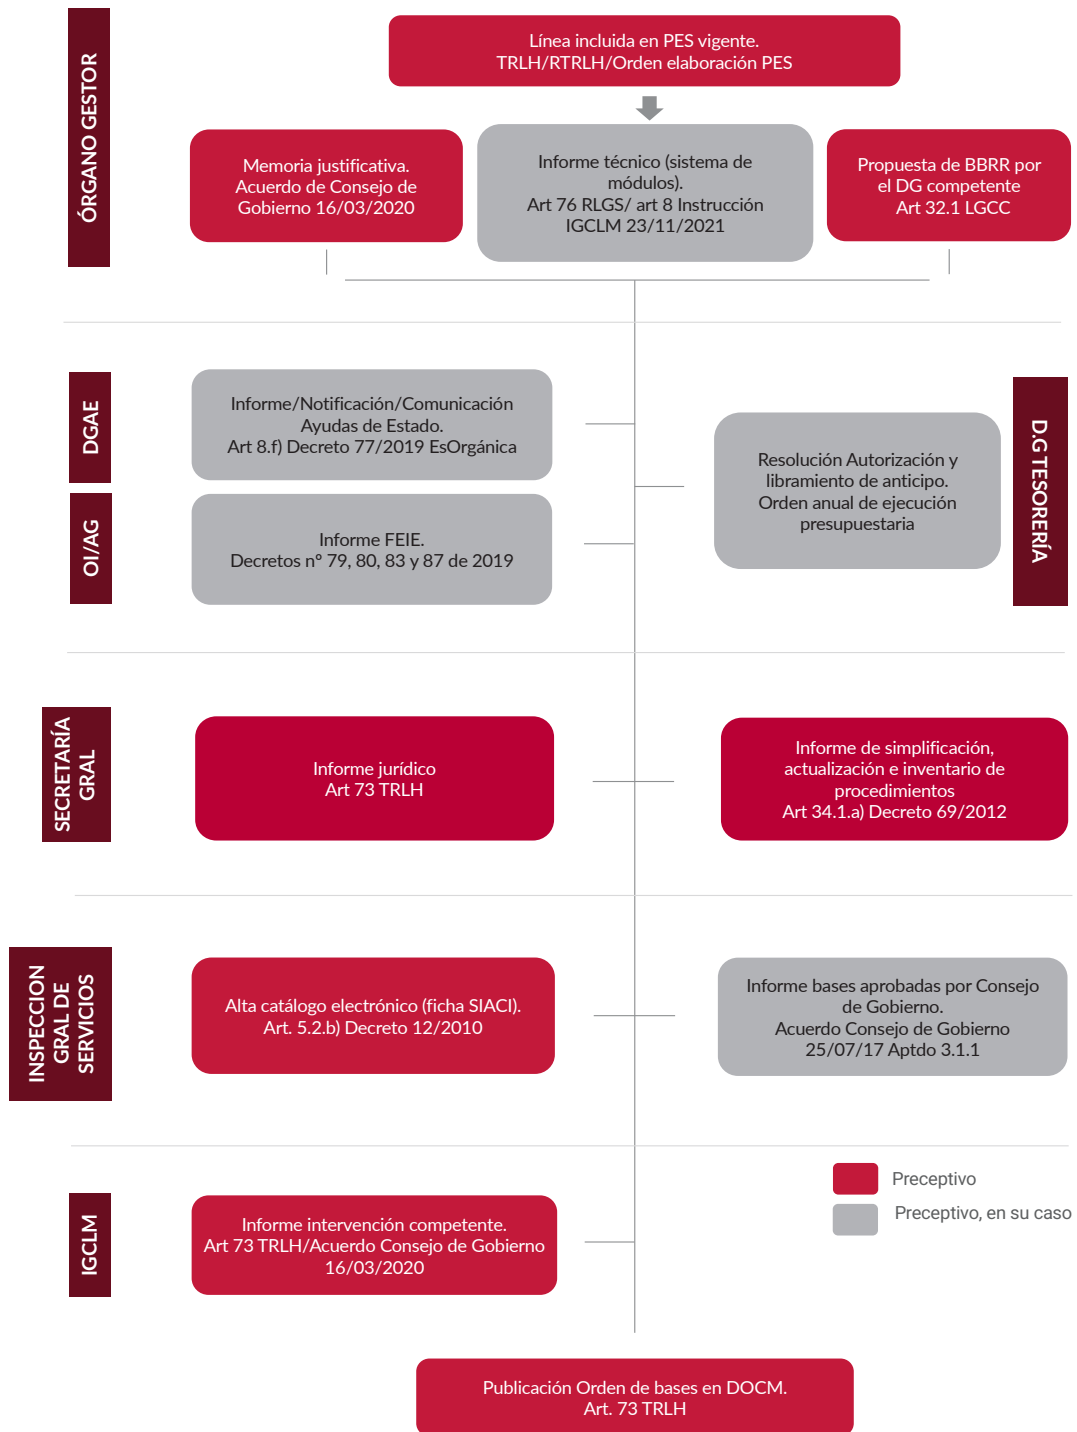 ÓRGANO GESTOR
Línea incluida en PES vigente.
TRLH/RTRLH/Orden elaboración PES
Memoria justificativa.
Acuerdo de Consejo de
Gobierno 16/03/2020
Informe técnico (sistema de
módulos).
Art 76 RLGS/ art 8 Instrucción
IGCLM 23/11/2021
Propuesta de BBRR por
el DG competente
Art 32.1 LGCC
DGAE
Informe/Notificación/Comunicación
Ayudas de Estado.
Art 8.f) Decreto 77/2019 EsOrgánica
OI/AG
Informe FEIE.
Decretos nº 79, 80, 83 y 87 de 2019
Resolución Autorización y
libramiento de anticipo.
Orden anual de ejecución
presupuestaria
D.G TESORERÍA
SECRETARÍA
GRAL
Informe jurídico
Art 73 TRLH
Informe de simplificación,
actualización e inventario de
procedimientos
Art 34.1.a) Decreto 69/2012
INSPECCION
GRAL DE
SERVICIOS
Alta catálogo electrónico (ficha SIACI).
Art. 5.2.b) Decreto 12/2010
Informe bases aprobadas por Consejo
de Gobierno.
Acuerdo Consejo de Gobierno
25/07/17 Aptdo 3.1.1
Preceptivo
Preceptivo, en su caso
IGCLM
Informe intervención competente.
Art 73 TRLH/Acuerdo Consejo de Gobierno
16/03/2020
Publicación Orden de bases en DOCM.
Art. 73 TRLH